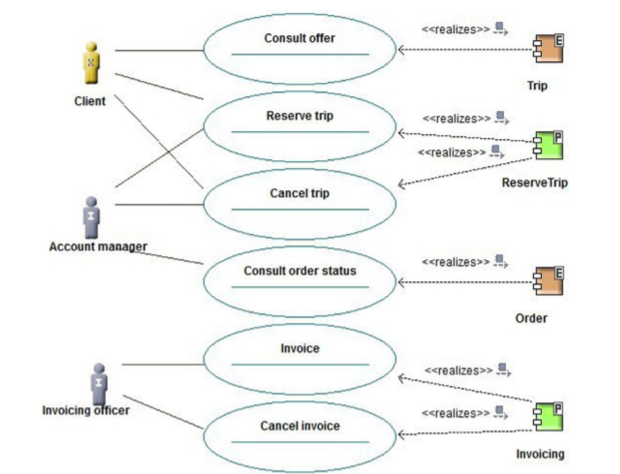 Consult offer
<<realizes>>
E
Trip
X
Client
Reserve trip
<<realizes>>
P
<<realizes>>
ReserveTrip
Cancel trip
I
Account manager
Consult order status
<<realizes>>
E
Order
Invoice
<<realizes>>
I
Invoicing officer
Cancel invoice
<<realizes>>
P
Invoicing